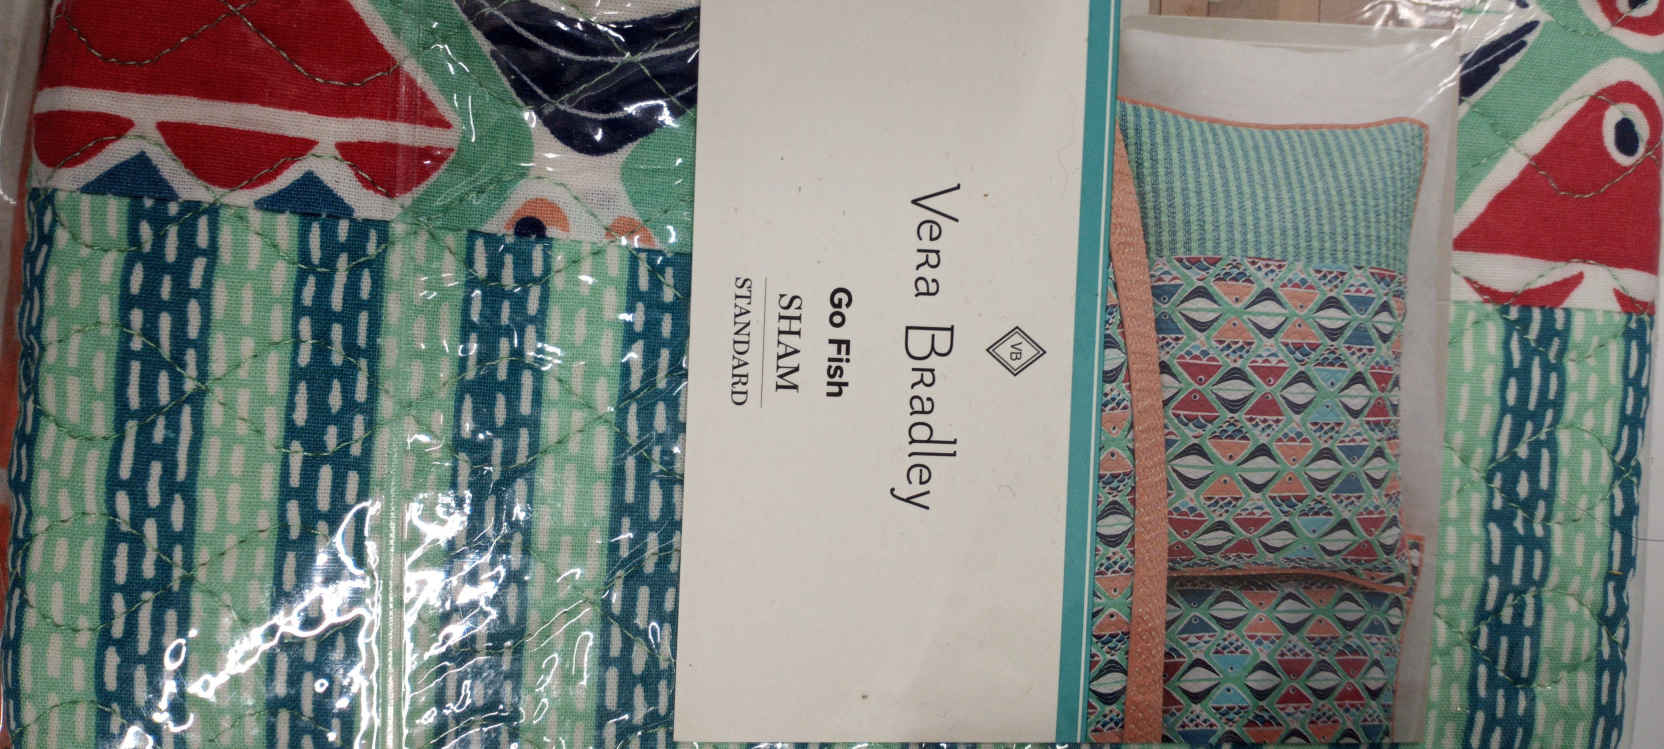 VB
Vera Bradley
Go Fish
SHAM
STANDARD